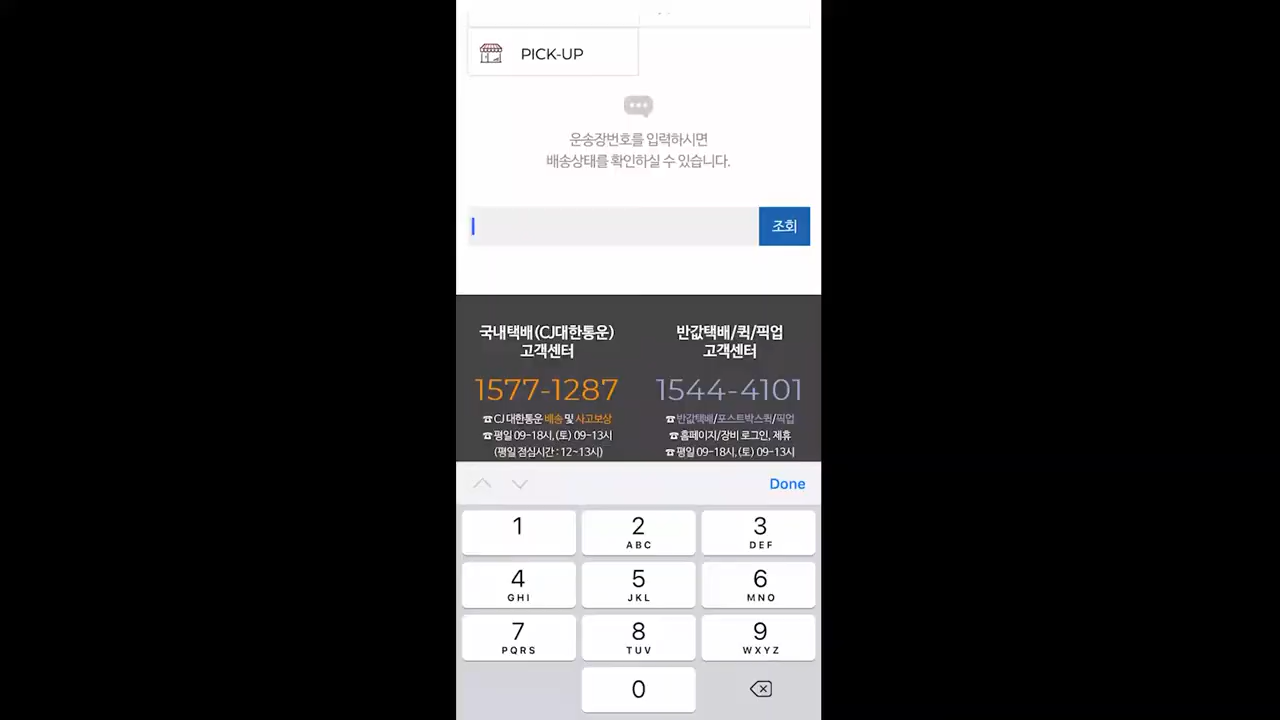 PICK-UP
운송장번호를 입력하시면
배송상태를 확인하실 수 있습니다.
조회
국내택배(CJ대한통운)
고객센터
1577-1287
☎ CJ 대한통운 배송 및 사고보상
☎ 평일 09-18시, (토) 09-13시
(평일 점심시간 : 12~13시)
반값택배/퀵/픽업
고객센터
1544-4101
☎ 반값택배/포스트박스퀵/픽업
☎ 홈페이지/장비 로그인, 제휴
☎ 평일 09-18시, (토) 09-13시
Done
1
2
ABC
3
DEF
4
GHI
5
JKL
6
MNO
7
PQRS
8
TUV
9
WXYZ
0